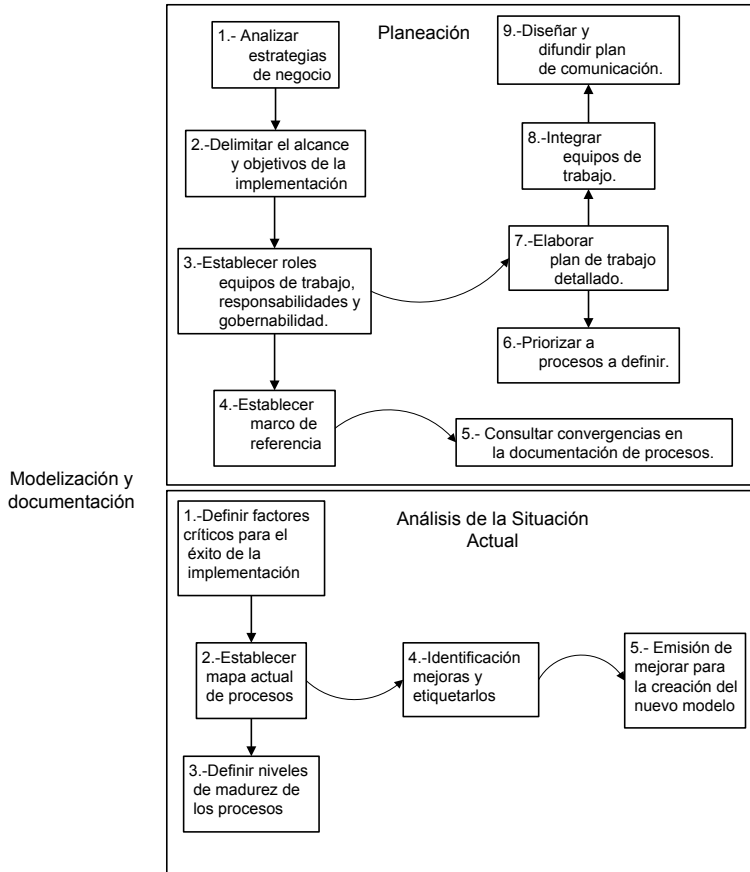 Modelización y
documentación
Planeación
1.- Analizar
estrategias
de negocio
2.-Delimitar el alcance
y objetivos de la
implementación
3.-Establecer roles
equipos de trabajo,
responsabilidades y
gobernabilidad.
4.-Establecer
marco de
referencia
5.- Consultar convergencias en
la documentación de procesos.
6.-Priorizar a
procesos a definir.
7.-Elaborar
plan de trabajo
detallado.
8.-Integrar
equipos de
trabajo.
9.-Diseñar y
difundir plan
de comunicación.
Análisis de la Situación
Actual
1.-Definir factores
críticos para el
éxito de la
implementación
2.-Establecer
mapa actual
de procesos
3.-Definir niveles
de madurez de
los procesos
4.-Identificación
mejoras y
etiquetarlos
5.- Emisión de
mejorar para
la creación del
nuevo modelo